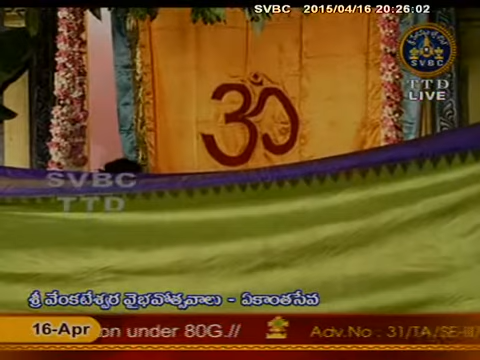 SVBC 2015/04/16 20:26:02
ॐ
SVBC
TTD
LIVE
SVBC
TTD
శ్రీ వేంకటేశ్వర వైభవోత్సవాలు - ఏకాంతసేవ
16-Apr on under 80G.// Adv.No : 31/TA/SE-III/